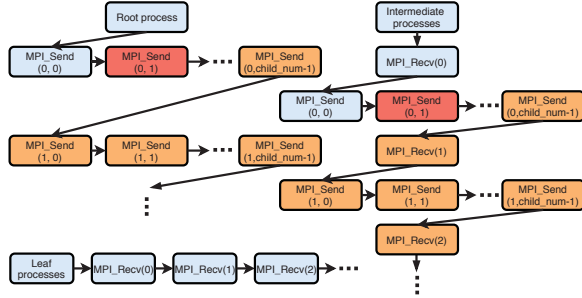 Root process
Intermediate
processes
MPI_Send
(0, 0)
MPI_Send
(0, 1)
MPI_Send
(0,child_num-1)
MPI_Recv(0)
MPI_Send
(0, 0)
MPI_Send
(0, 1)
MPI_Send
(0,child_num-1)
MPI_Send
(1, 0)
MPI_Send
(1, 1)
MPI_Send
(1,child_num-1)
MPI_Recv(1)
MPI_Send
(1, 0)
MPI_Send
(1, 1)
MPI_Send
(1,child_num-1)
MPI_Recv(2)
Leaf
processes
MPI_Recv(0)
MPI_Recv(1)
MPI_Recv(2)